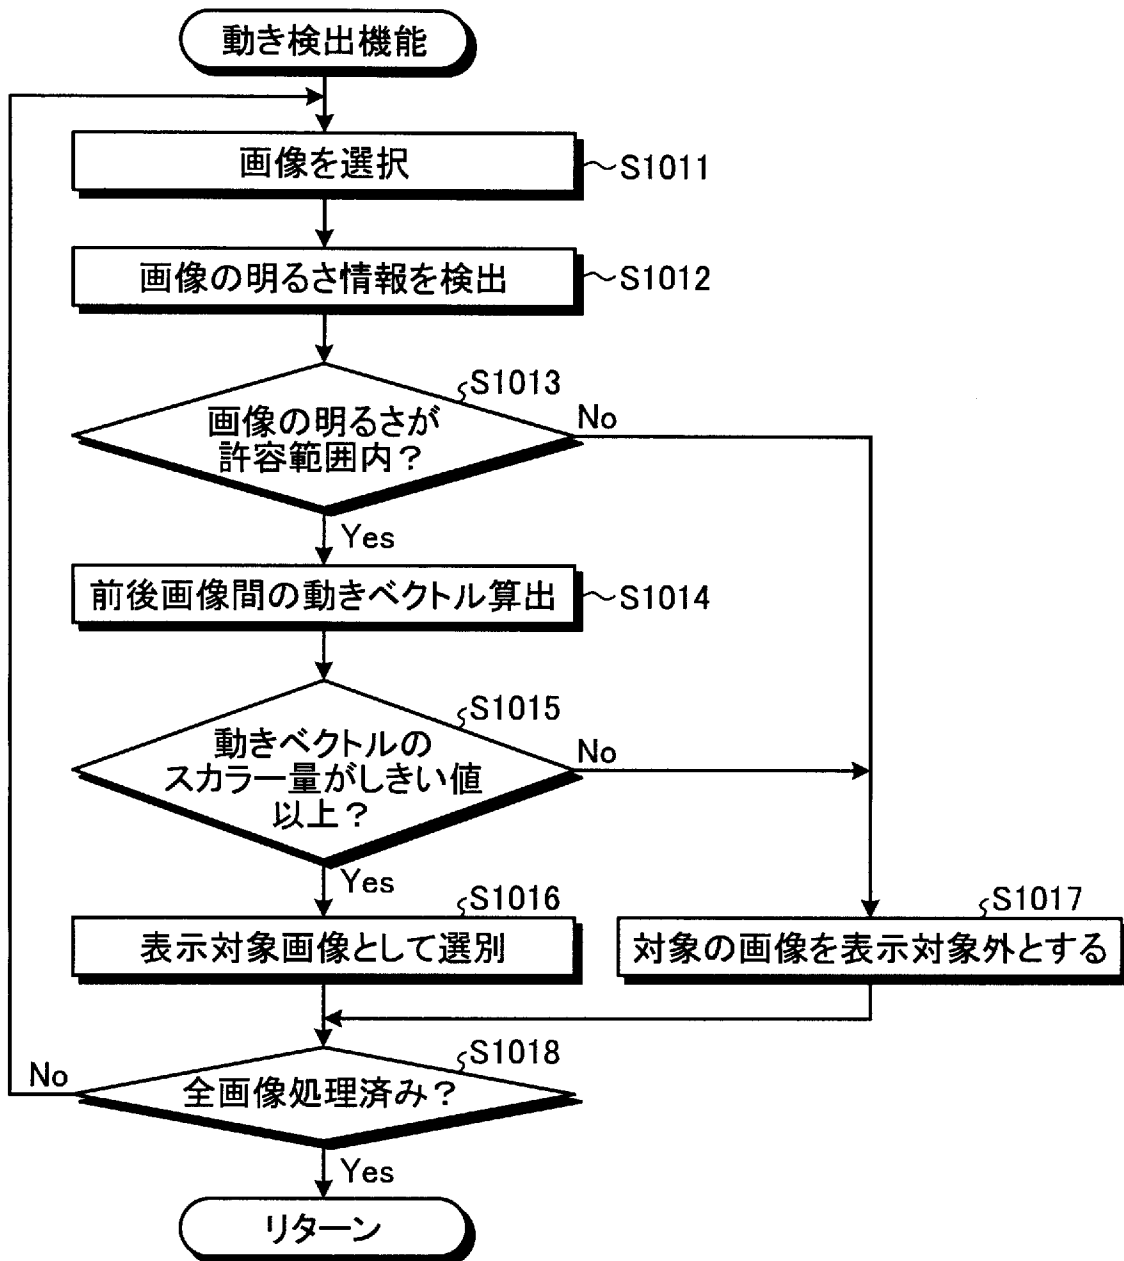 動き検出機能
画像を選択
S1011
画像の明るさ情報を検出
S1012
S1013
画像の明るさが
許容範囲内？
No
Yes
前後画像間の動きベクトル算出
S1014
S1015
動きベクトルの
スカラー量がしきい値
以上？
No
Yes
S1016
表示対象画像として選別
S1017
対象の画像を表示対象外とする
S1018
全画像処理済み？
No
Yes
リターン